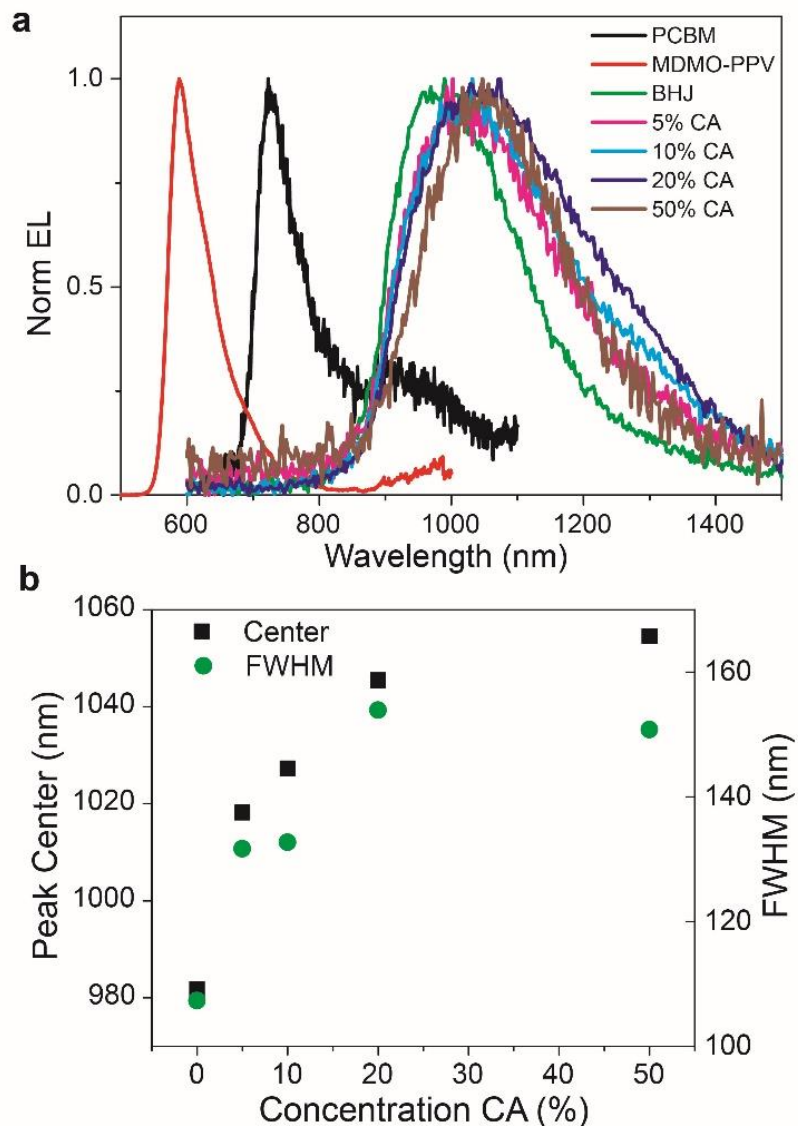 a
PCBM
MDMO-PPV
BHJ
5% CA
10% CA
20% CA
50% CA
1.0
0.5
0.0
Norm EL
600 800 1000 1200 1400
Wavelength (nm)
b
Center
FWHM
1060
1040
1020
1000
980
Peak Center (nm)
160
140
120
100
FWHM (nm)
0 10 20 30 40 50
Concentration CA (%)